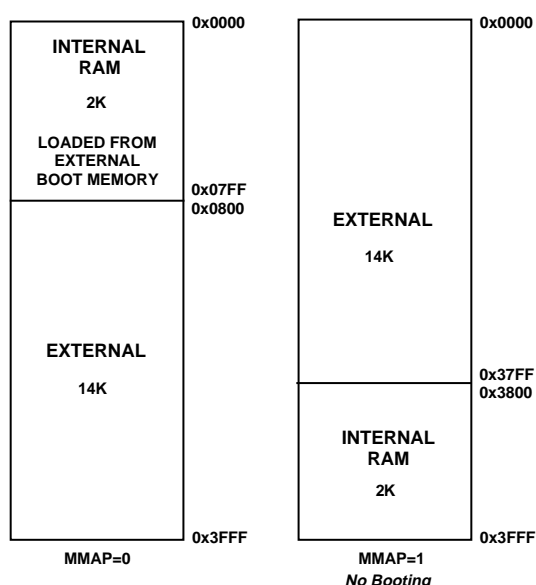 0x0000
INTERNAL
RAM
2K
LOADED FROM
EXTERNAL
BOOT MEMORY
0x07FF
0x0800
EXTERNAL
14K
0x3FFF
MMAP=0
0x0000
EXTERNAL
14K
0x37FF
0x3800
INTERNAL
RAM
2K
0x3FFF
MMAP=1
No Booting